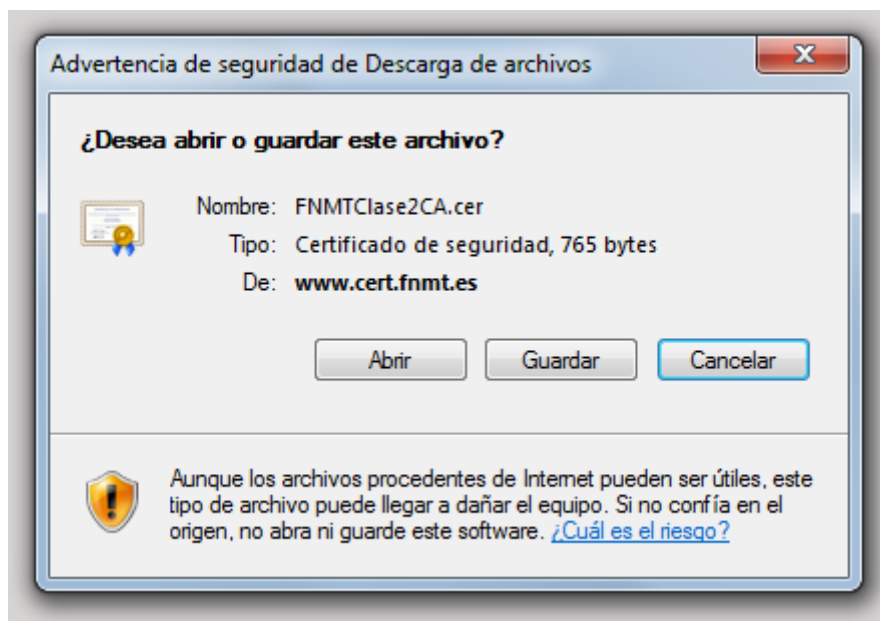 Advertencia de seguridad de Descarga de archivos
¿Desea abrir o guardar este archivo?
Nombre: FNMTClase2CA.cer
Tipo: Certificado de seguridad, 765 bytes
De: www.cert.fnmt.es
Abrir Guardar Cancelar
Aunque los archivos procedentes de Internet pueden ser útiles, este
tipo de archivo puede llegar a dañar el equipo. Si no confía en el
origen, no abra ni guarde este software. ¿Cuál es el riesgo?